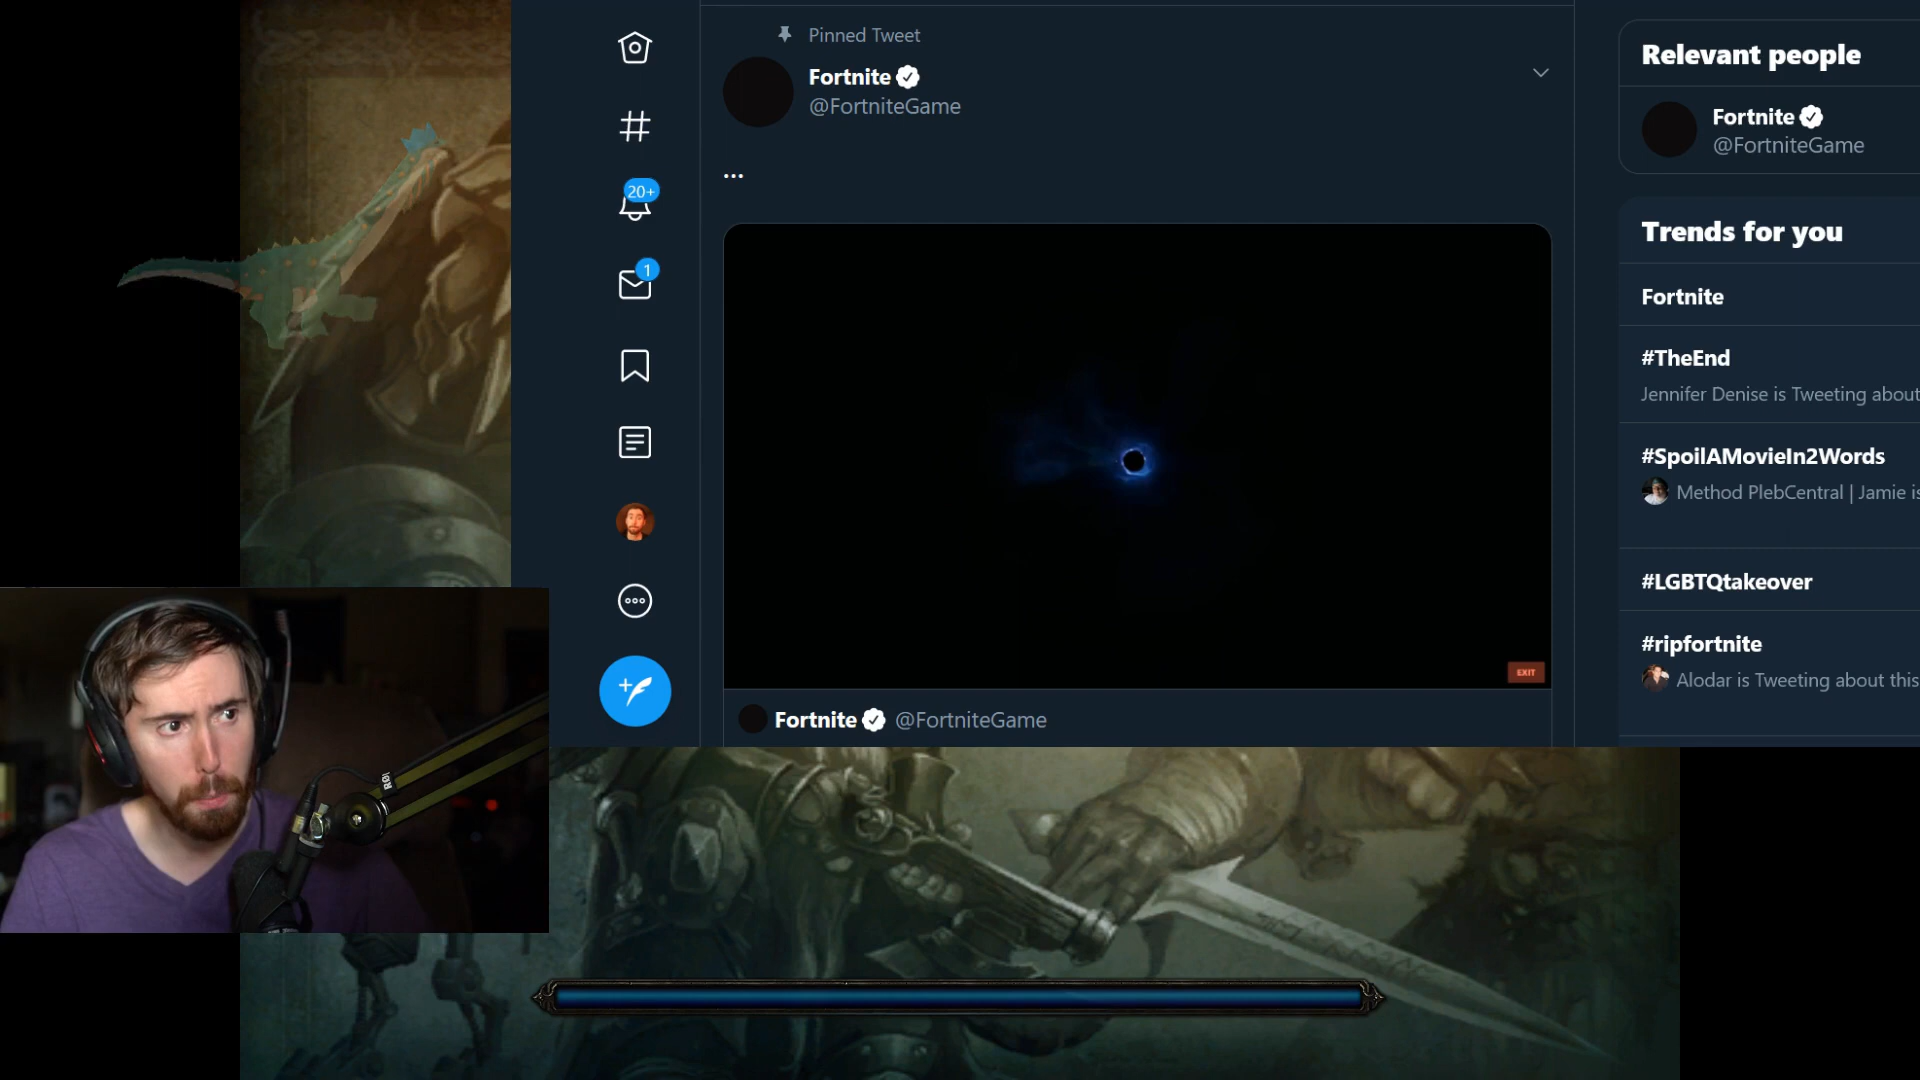 Pinned Tweet
Fortnite
@FortniteGame
...
20+
1
EXIT
Fortnite @FortniteGame
Relevant people
Fortnite
@FortniteGame
Trends for you
Fortnite
#TheEnd
Jennifer Denise is Tweeting about
#SpoilAMovieIn2Words
Method PlebCentral | Jamie is
#LGBTQtakeover
#ripfortnite
Alodar is Tweeting about this